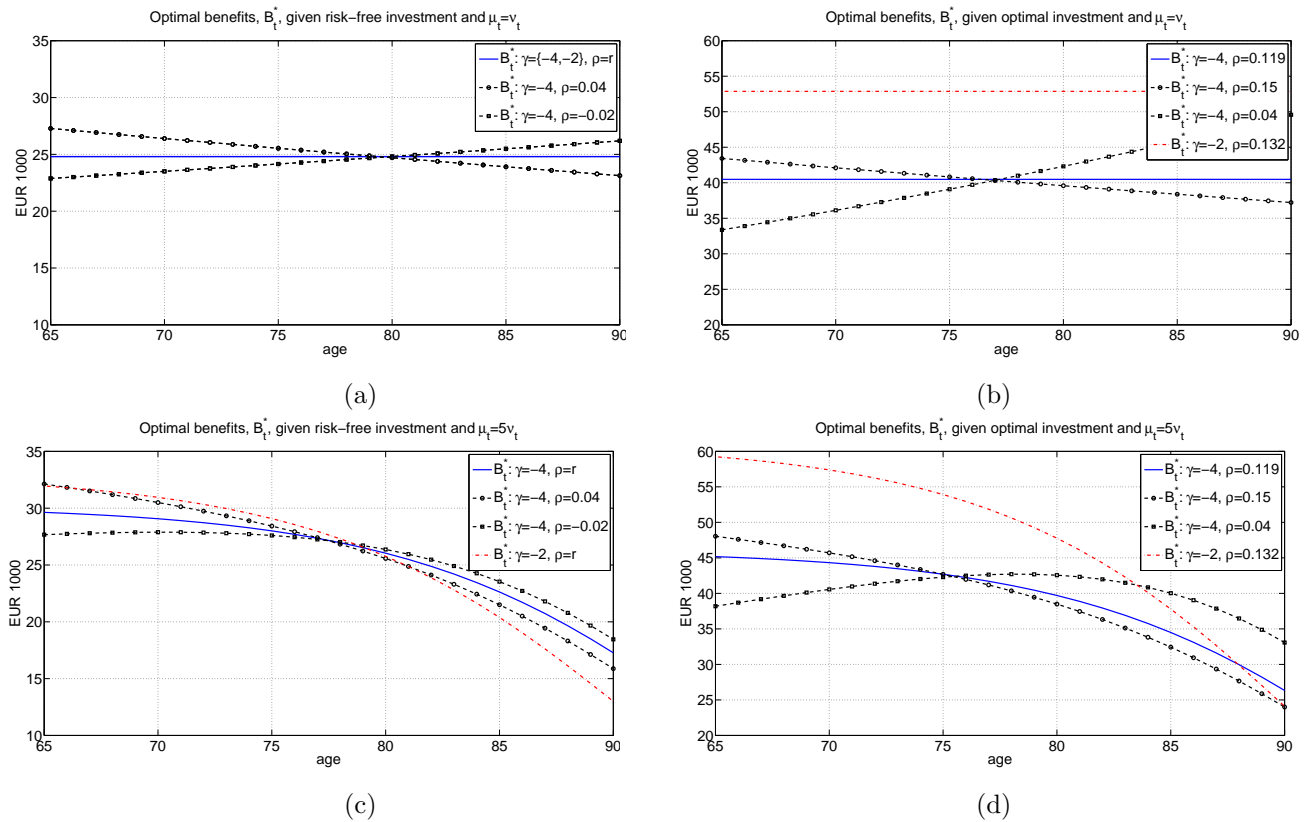 Optimal benefits, B*t, given risk−free investment and μt=νt
35
30
25
20
15
10
65 70 75 80 85 90
age
EUR 1000
B*t: γ={−4,−2}, ρ=r
B*t: γ=−4, ρ=0.04
B*t: γ=−4, ρ=−0.02
(a)
Optimal benefits, B*t, given optimal investment and μt=νt
60
55
50
45
40
35
30
25
20
65 70 75 80 85 90
age
EUR 1000
B*t: γ=−4, ρ=0.119
B*t: γ=−4, ρ=0.15
B*t: γ=−4, ρ=0.04
B*t: γ=−2, ρ=0.132
(b)
Optimal benefits, B*t, given risk−free investment and μt=5νt
35
30
25
20
15
10
65 70 75 80 85 90
age
EUR 1000
B*t: γ=−4, ρ=r
B*t: γ=−4, ρ=0.04
B*t: γ=−4, ρ=−0.02
B*t: γ=−2, ρ=r
(c)
Optimal benefits, B*t, given optimal investment and μt=5νt
60
55
50
45
40
35
30
25
20
65 70 75 80 85 90
age
EUR 1000
B*t: γ=−4, ρ=0.119
B*t: γ=−4, ρ=0.15
B*t: γ=−4, ρ=0.04
B*t: γ=−2, ρ=0.132
(d)